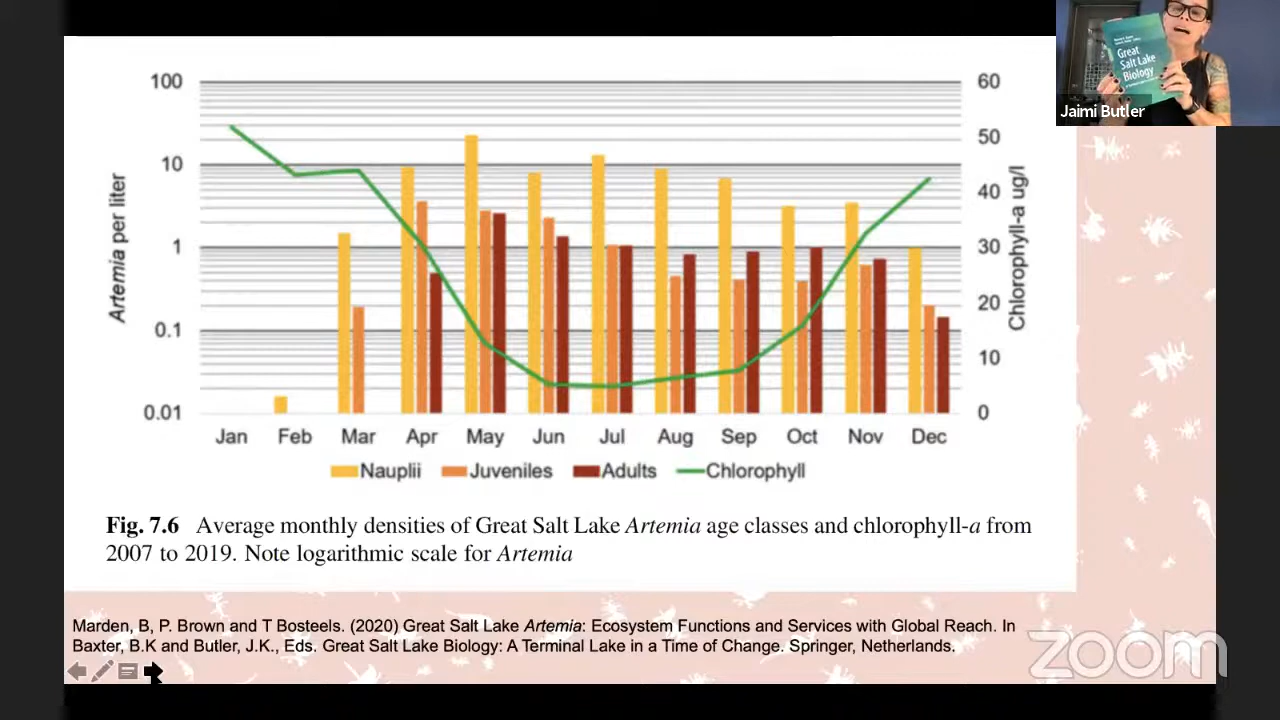 Great
Salt Lake
Biology
Jaimi Butler
100
10
1
0.1
0.01
Artemia per liter
60
50
40
30
20
10
0
Chlorophyll-a ug/l
Jan Feb Mar Apr May Jun Jul Aug Sep Oct Nov Dec
Nauplii Juveniles Adults Chlorophyll
Fig. 7.6 Average monthly densities of Great Salt Lake Artemia age classes and chlorophyll-a from
2007 to 2019. Note logarithmic scale for Artemia
Marden, B, P. Brown and T Bosteels. (2020) Great Salt Lake Artemia: Ecosystem Functions and Services with Global Reach. In
Baxter, B.K and Butler, J.K., Eds. Great Salt Lake Biology: A Terminal Lake in a Time of Change. Springer, Netherlands.
zoom